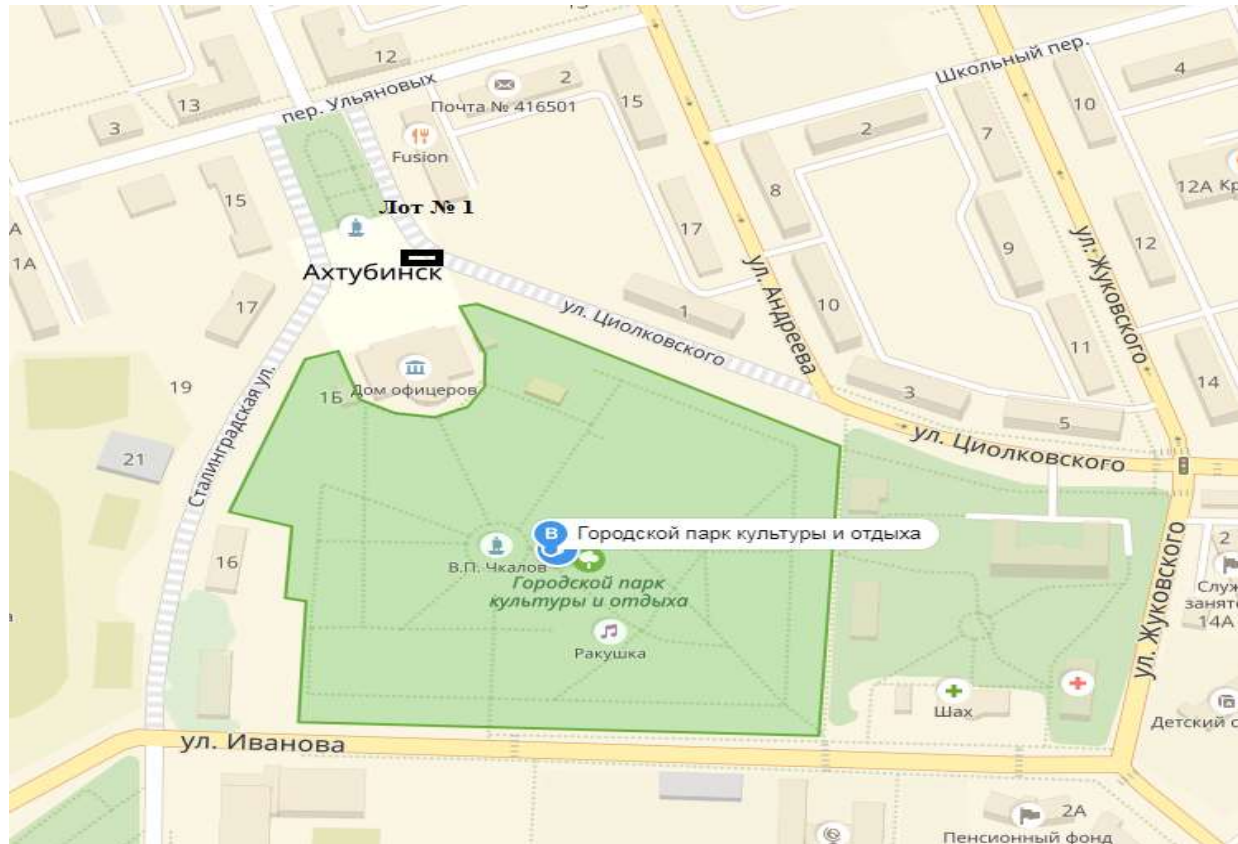 12
2
Почта № 416501
13
пер. Ульяновых
3
15
Школьный пер.
4
10
2
7
Fusion
8
12А
15
Лот № 1
17
1А
Ахтубинск
17
ул. Андреева
9
12
ул. Жуковского
ул. Циолковского
1
10
11
14
19
1Б
Дом офицеров
3
5
ул. Циолковского
21
Сталинградская ул.
В
Городской парк культуры и отдыха
16
В.П. Чкалов
Городской парк
культуры и отдыха
Ракушка
2
14А
ул. Жуковского
Шах
Детский с
ул. Иванова
2А
Пенсионный фонд